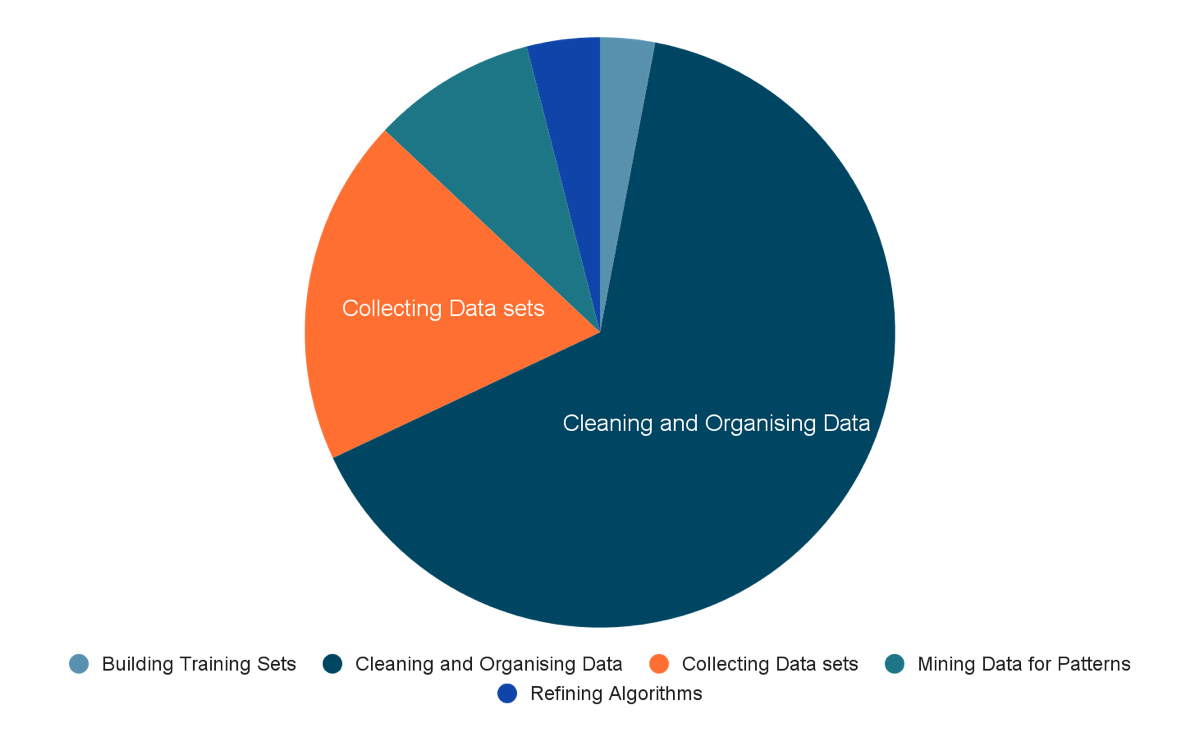 Collecting Data sets
Cleaning and Organising Data
Building Training Sets Cleaning and Organising Data Collecting Data sets Mining Data for Patterns
Refining Algorithms